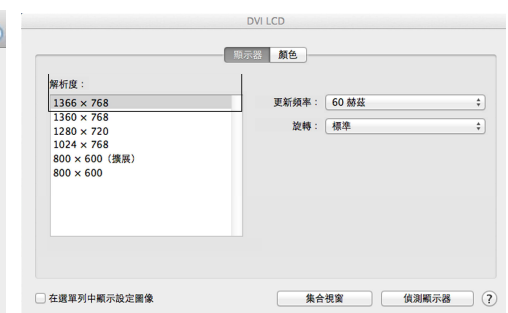 DVI LCD
顯示器 顏色
解析度：
1366 × 768
1360 × 768
1280 × 720
1024 × 768
800 × 600（擴展）
800 × 600
更新頻率： 60 赫茲
旋轉： 標準
在選單列中顯示設定圖像
集合視窗 偵測顯示器 ?